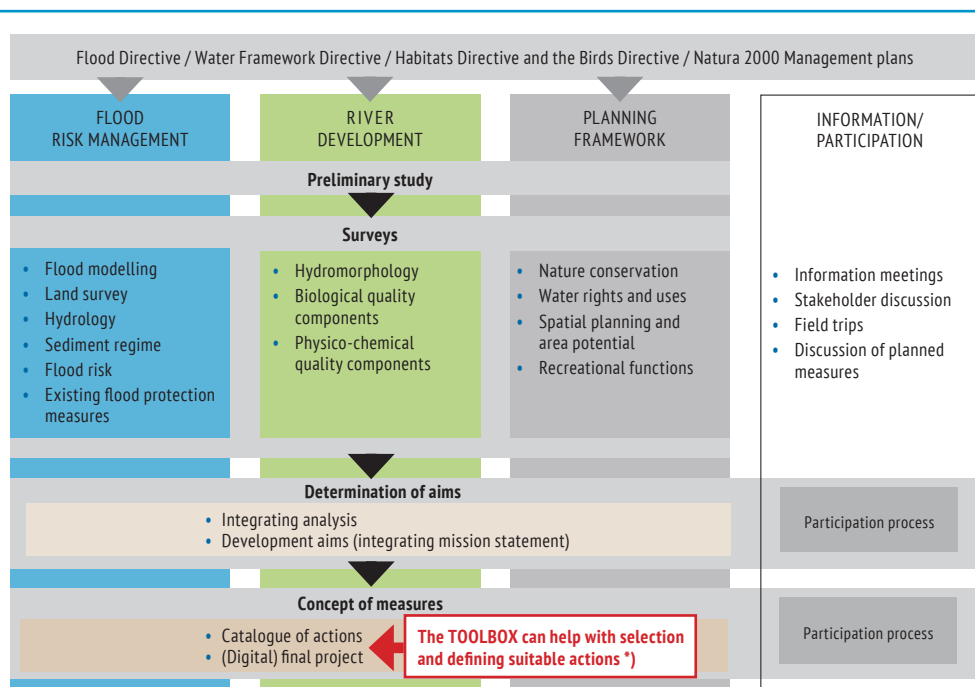 Flood Directive / Water Framework Directive / Habitats Directive and the Birds Directive / Natura 2000 Management plans
FLOOD
RISK MANAGEMENT
RIVER
DEVELOPMENT
PLANNING
FRAMEWORK
INFORMATION/
PARTICIPATION
Preliminary study
Surveys
• Flood modelling
• Land survey
• Hydrology
• Sediment regime
• Flood risk
• Existing flood protection
measures
• Hydromorphology
• Biological quality
components
• Physico-chemical
quality components
• Nature conservation
• Water rights and uses
• Spatial planning and
area potential
• Recreational functions
• Information meetings
• Stakeholder discussion
• Field trips
• Discussion of planned
measures
Determination of aims
• Integrating analysis
• Development aims (integrating mission statement)
Participation process
Concept of measures
• Catalogue of actions
• (Digital) final project
The TOOLBOX can help with selection
and defining suitable actions *)
Participation process